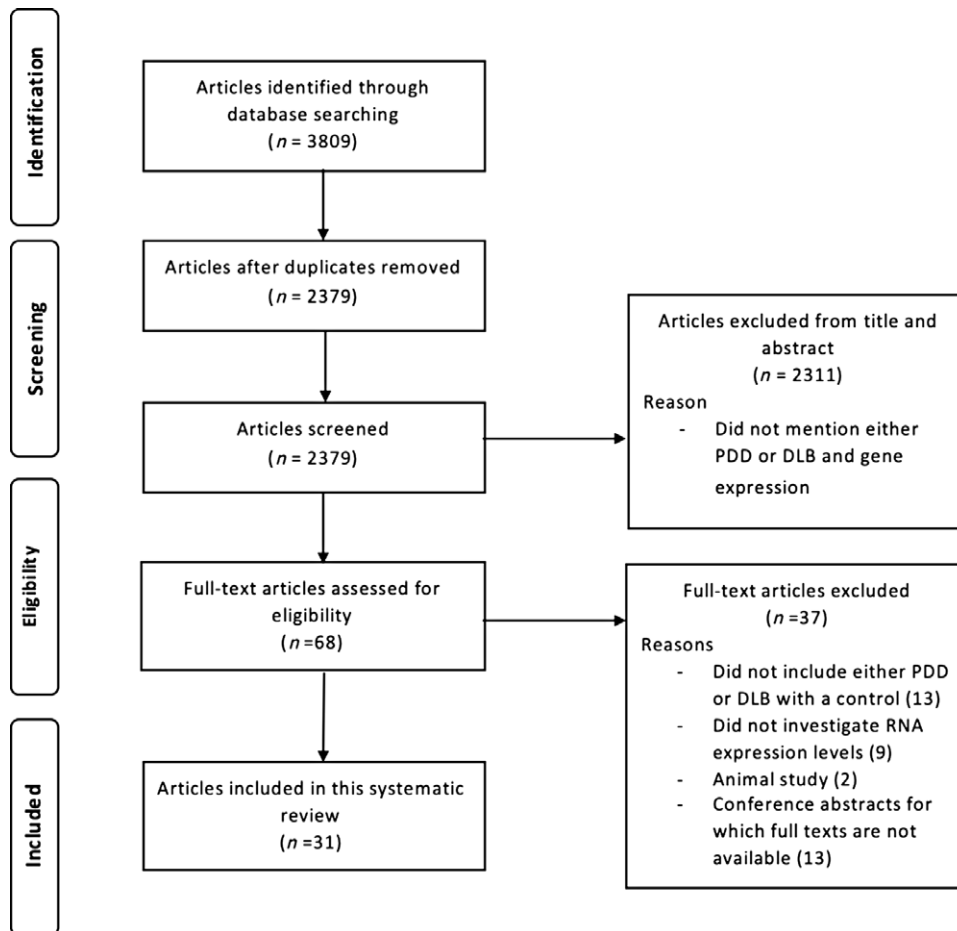 Identification
Articles identified through
database searching
(n = 3809)
Screening
Articles after duplicates removed
(n = 2379)
Articles screened
(n = 2379)
Articles excluded from title and
abstract
(n = 2311)
Reason
- Did not mention either
PDD or DLB and gene
expression
Eligibility
Full-text articles assessed for
eligibility
(n =68)
Full-text articles excluded
(n =37)
Reasons
- Did not include either PDD
or DLB with a control (13)
- Did not investigate RNA
expression levels (9)
- Animal study (2)
- Conference abstracts for
which full texts are not
available (13)
Included
Articles included in this systematic
review
(n =31)